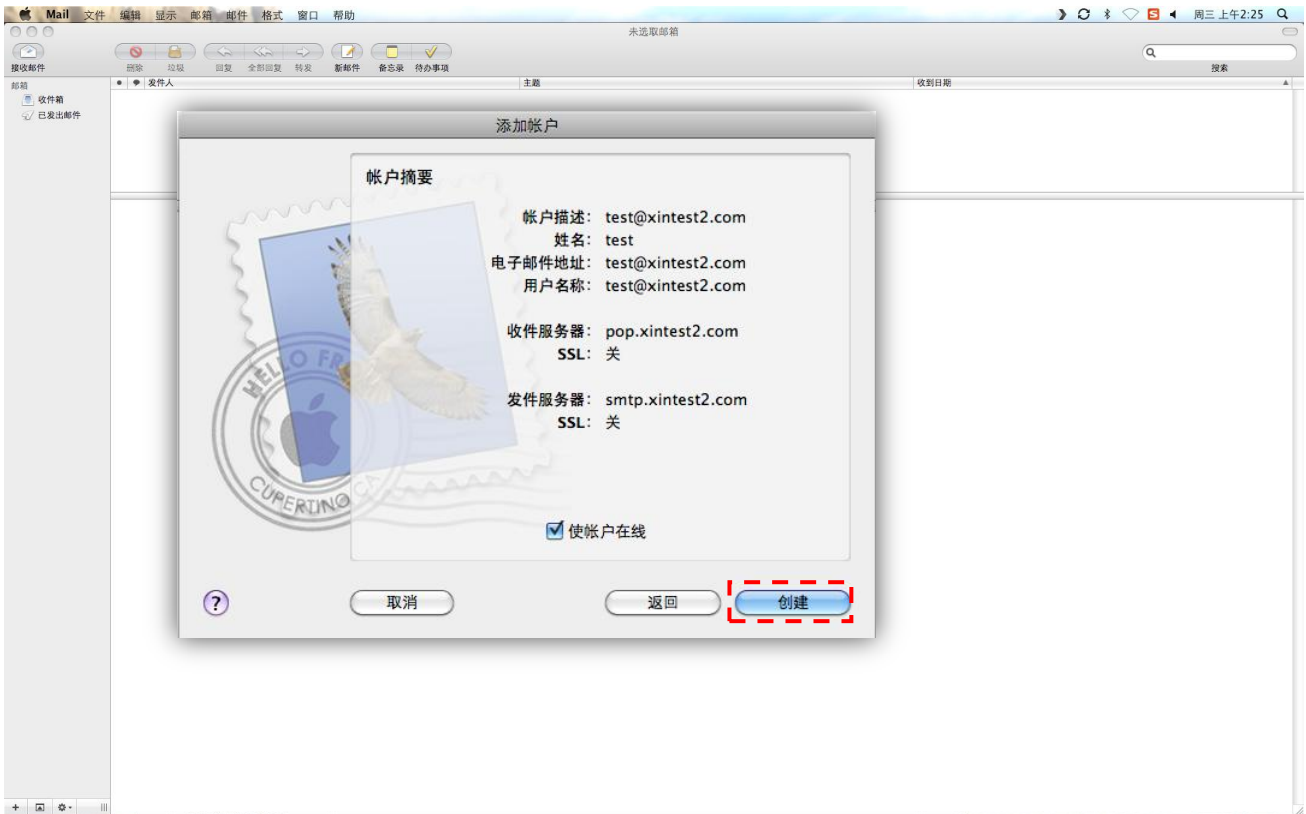 Mail 文件 编辑 显示 邮箱 邮件 格式 窗口 帮助 周三 上午2:25
未选取邮箱
接收邮件 删除 垃圾 回复 全部回复 转发 新邮件 备忘录 待办事项 搜索
邮箱 发件人 主题 收到日期
收件箱
已发出邮件
添加帐户
帐户摘要
帐户描述： test@xintest2.com
姓名： test
电子邮件地址： test@xintest2.com
用户名称： test@xintest2.com
收件服务器： pop.xintest2.com
SSL： 关
发件服务器： smtp.xintest2.com
SSL： 关
HELLO FR
CUPERTINO CA
使帐户在线
? 取消 返回 创建